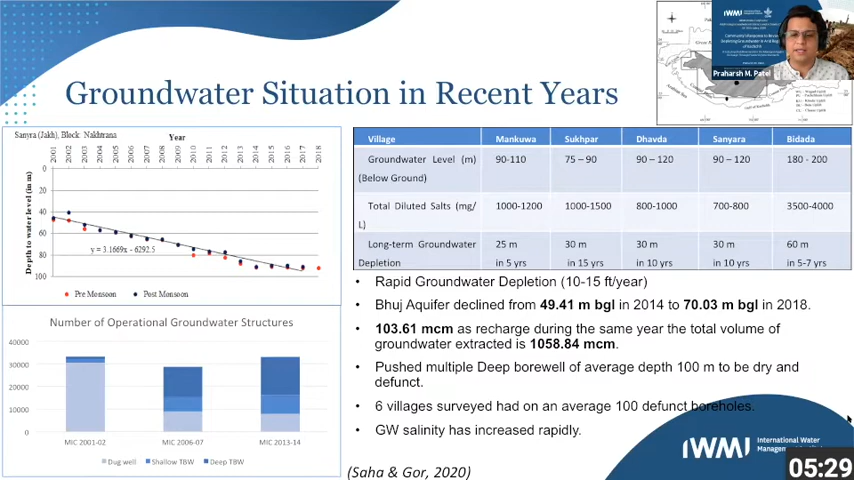 IWMI
Praharsh M. Patel
Groundwater Situation in Recent Years
Sanyra (Jakh), Block: Nakhtrana
Year
2001 2002 2003 2004 2005 2006 2007 2008 2009 2010 2011 2012 2013 2014 2015 2016 2017 2018
Depth to water level (in m)
0
20
40
60
80
100
y = 3.1669x - 6292.5
Pre Monsoon Post Monsoon
Number of Operational Groundwater Structures
40000
30000
20000
10000
0
MIC 2001-02 MIC 2006-07 MIC 2013-14
Dug well Shallow TBW Deep TBW
Village Mankuwa Sukhpar Dhavda Sanyara Bidada
Groundwater Level (m) 90-110 75 – 90 90 – 120 90 – 120 180 - 200
(Below Ground)
Total Diluted Salts (mg/ 1000-1200 1000-1500 800-1000 700-800 3500-4000
L)
Long-term Groundwater 25 m 30 m 30 m 30 m 60 m
Depletion in 5 yrs in 15 yrs in 10 yrs in 10 yrs in 5-7 yrs
• Rapid Groundwater Depletion (10-15 ft/year)
• Bhuj Aquifer declined from 49.41 m bgl in 2014 to 70.03 m bgl in 2018.
• 103.61 mcm as recharge during the same year the total volume of
groundwater extracted is 1058.84 mcm.
• Pushed multiple Deep borewell of average depth 100 m to be dry and
defunct.
• 6 villages surveyed had on an average 100 defunct boreholes.
• GW salinity has increased rapidly.
(Saha & Gor, 2020)
IWMI
International Water
05:29